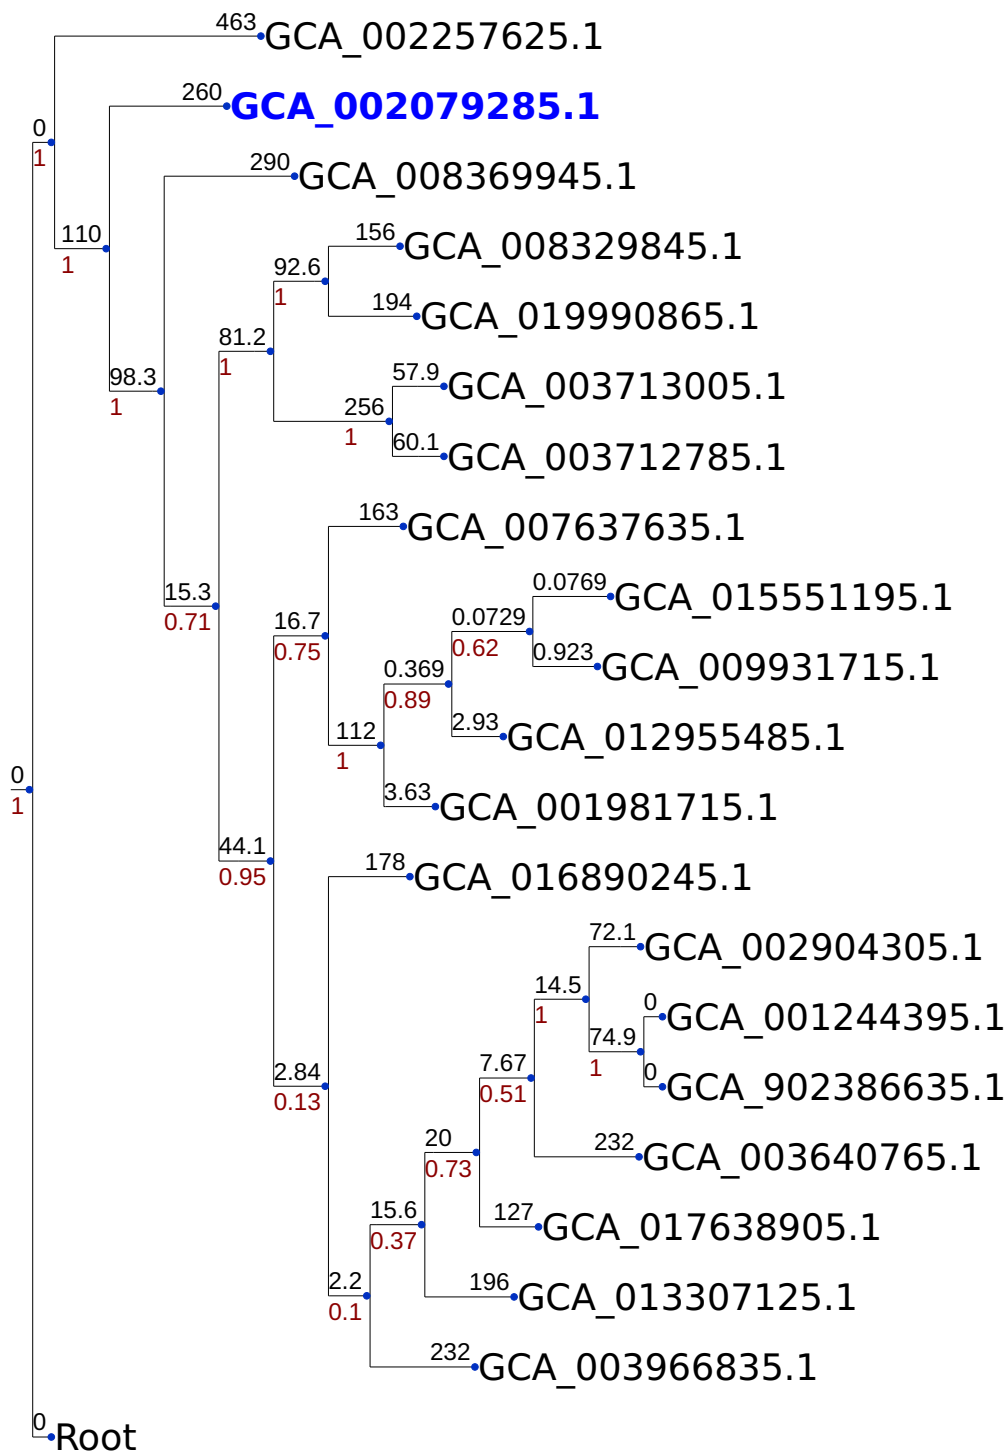 463
GCA_002257625.1
260
GCA_002079285.1
0
1
290
GCA_008369945.1
110
1
156
GCA_008329845.1
92.6
1
194
GCA_019990865.1
81.2
1
57.9
GCA_003713005.1
98.3
1
256
1
60.1
GCA_003712785.1
163
GCA_007637635.1
15.3
0.71
0.0769
GCA_015551195.1
16.7
0.75
0.0729
0.62
0.923
GCA_009931715.1
0.369
0.89
2.93
GCA_012955485.1
112
1
3.63
GCA_001981715.1
0
1
44.1
0.95
178
GCA_016890245.1
72.1
GCA_002904305.1
14.5
1
0
GCA_001244395.1
74.9
1
0
GCA_902386635.1
2.84
0.13
7.67
0.51
232
GCA_003640765.1
20
0.73
127
GCA_017638905.1
15.6
0.37
196
GCA_013307125.1
2.2
0.1
232
GCA_003966835.1
0
Root